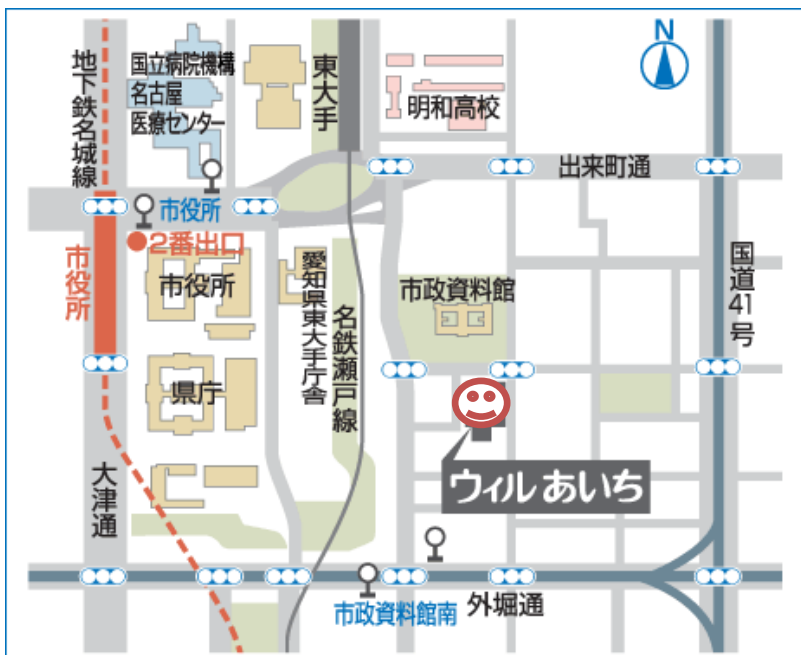 N
地下鉄名城線
国立病院機構
名古屋
医療センター
東大手
明和高校
出来町通
市役所
2番出口
市役所
市役所
愛知県東大手庁舎
名鉄瀬戸線
市政資料館
国道41号
県庁
ウィルあいち
大津通
市政資料館南
外堀通